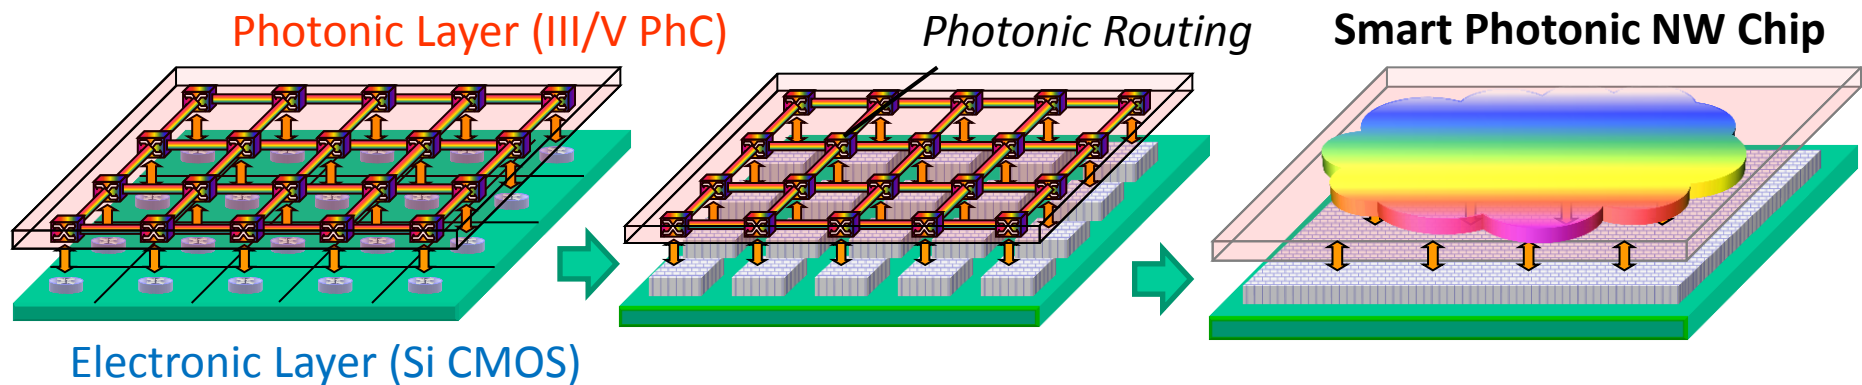 Photonic Layer (III/V PhC)
Photonic Routing
Smart Photonic NW Chip
Electronic Layer (Si CMOS)